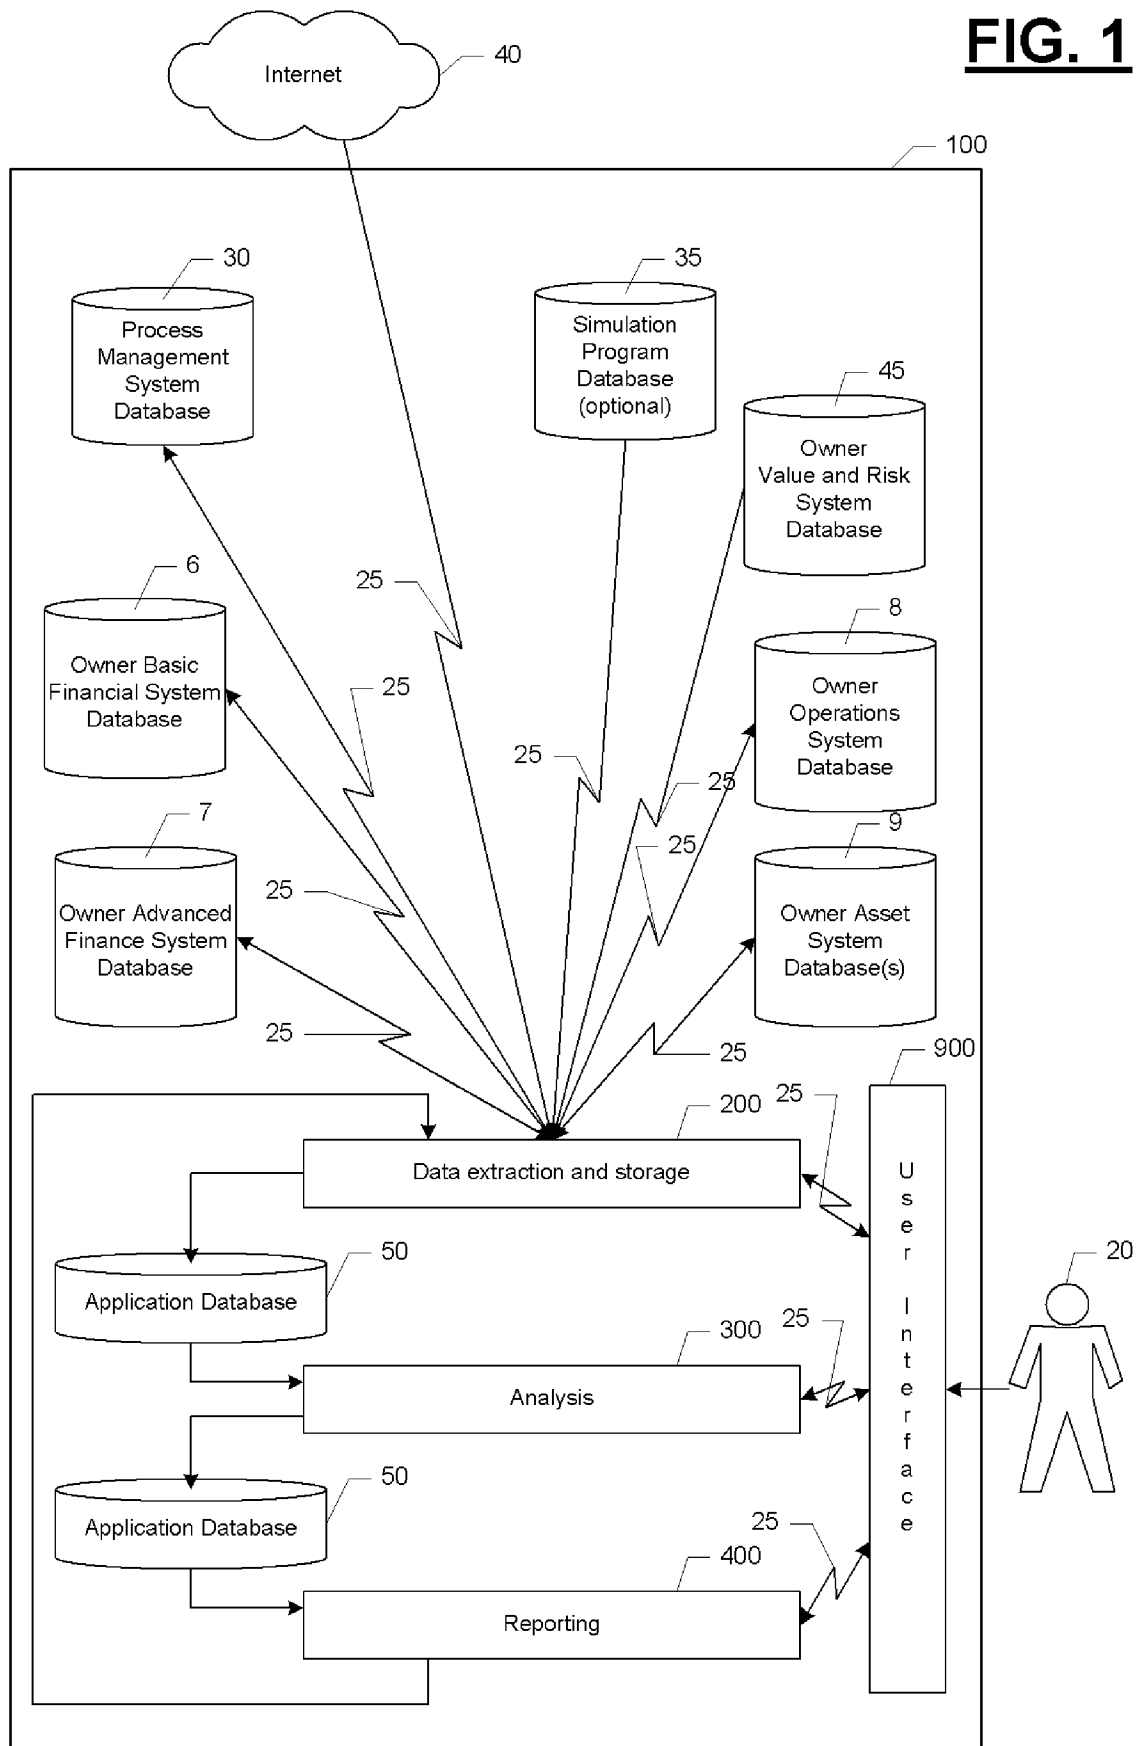 FIG. 1
Internet
40
100
30
Process
Management
System
Database
35
Simulation
Program
Database
(optional)
45
Owner
Value and Risk
System
Database
6
Owner Basic
Financial System
Database
25
25
8
Owner
Operations
System
Database
25
25
25
7
Owner Advanced
Finance System
Database
25
9
Owner Asset
System
Database(s)
25
25
900
25
200
Data extraction and storage
User Interface
50
Application Database
20
300
25
Analysis
50
Application Database
25
400
Reporting